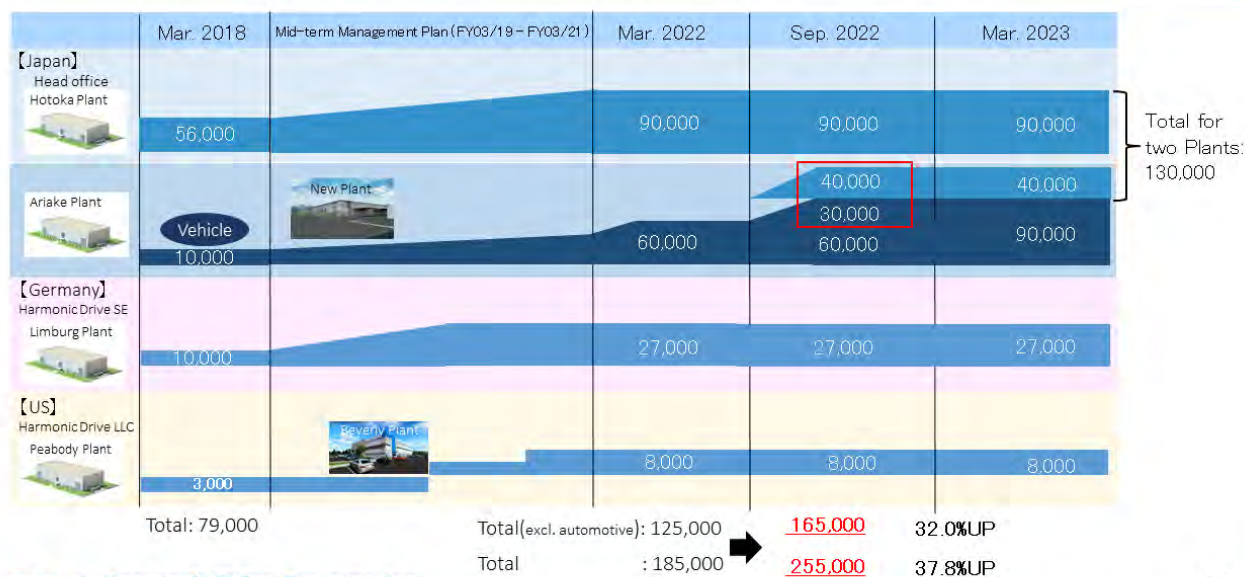 Mar. 2018 Mid-term Management Plan(FY03/19 – FY03/21) Mar. 2022 Sep. 2022 Mar. 2023
【Japan】
Head office
Hotoka Plant
56,000 90,000 90,000 90,000
Total for
two Plants:
130,000
Ariake Plant
Vehicle
10,000
New Plant
60,000
40,000 40,000
30,000
60,000
90,000
【Germany】
Harmonic Drive SE
Limburg Plant
10,000 27,000 27,000 27,000
【US】
Harmonic Drive LLC
Peabody Plant
Beverly Plant
3,000 8,000 8,000 8,000
Total: 79,000 Total(excl. automotive): 125,000 165,000 32.0%UP
Total : 185,000 255,000 37.8%UP